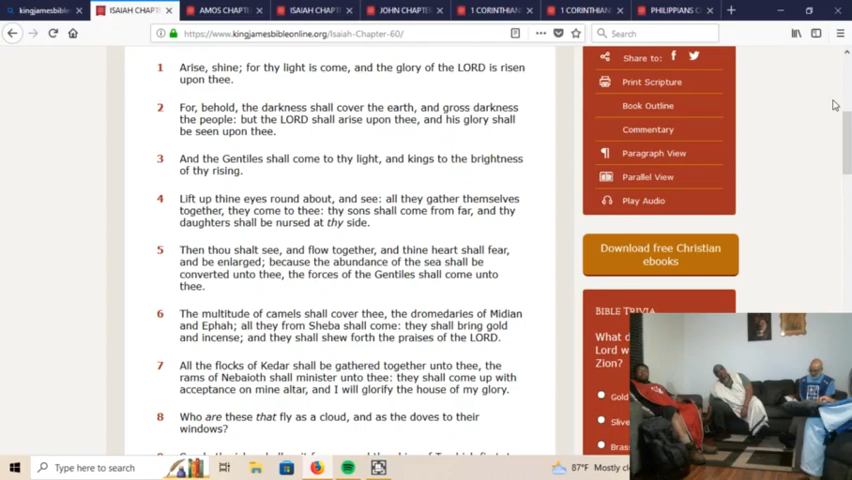 kingjamesbible
ISAIAH CHAPT
AMOS CHAPT
ISAIAH CHAPT
JOHN CHAPTE
1 CORINTHIAN
1 CORINTHIAN
PHILIPPIANS C
https://www.kingjamesbibleonline.org/Isaiah-Chapter-60/
Search
1 Arise, shine; for thy light is come, and the glory of the LORD is risen
upon thee.
2 For, behold, the darkness shall cover the earth, and gross darkness
the people: but the LORD shall arise upon thee, and his glory shall
be seen upon thee.
3 And the Gentiles shall come to thy light, and kings to the brightness
of thy rising.
4 Lift up thine eyes round about, and see: all they gather themselves
together, they come to thee: thy sons shall come from far, and thy
daughters shall be nursed at thy side.
5 Then thou shalt see, and flow together, and thine heart shall fear,
and be enlarged; because the abundance of the sea shall be
converted unto thee, the forces of the Gentiles shall come unto
thee.
6 The multitude of camels shall cover thee, the dromedaries of Midian
and Ephah; all they from Sheba shall come: they shall bring gold
and incense; and they shall shew forth the praises of the LORD.
7 All the flocks of Kedar shall be gathered together unto thee, the
rams of Nebaioth shall minister unto thee: they shall come up with
acceptance on mine altar, and I will glorify the house of my glory.
8 Who are these that fly as a cloud, and as the doves to their
windows?
Share to:
Print Scripture
Book Outline
Commentary
Paragraph View
Parallel View
Play Audio
Download free Christian
ebooks
BIBLE TRIVIA
What d
Lord w
Zion?
Gold
Slive
Brass
Type here to search
87°F Mostly cl